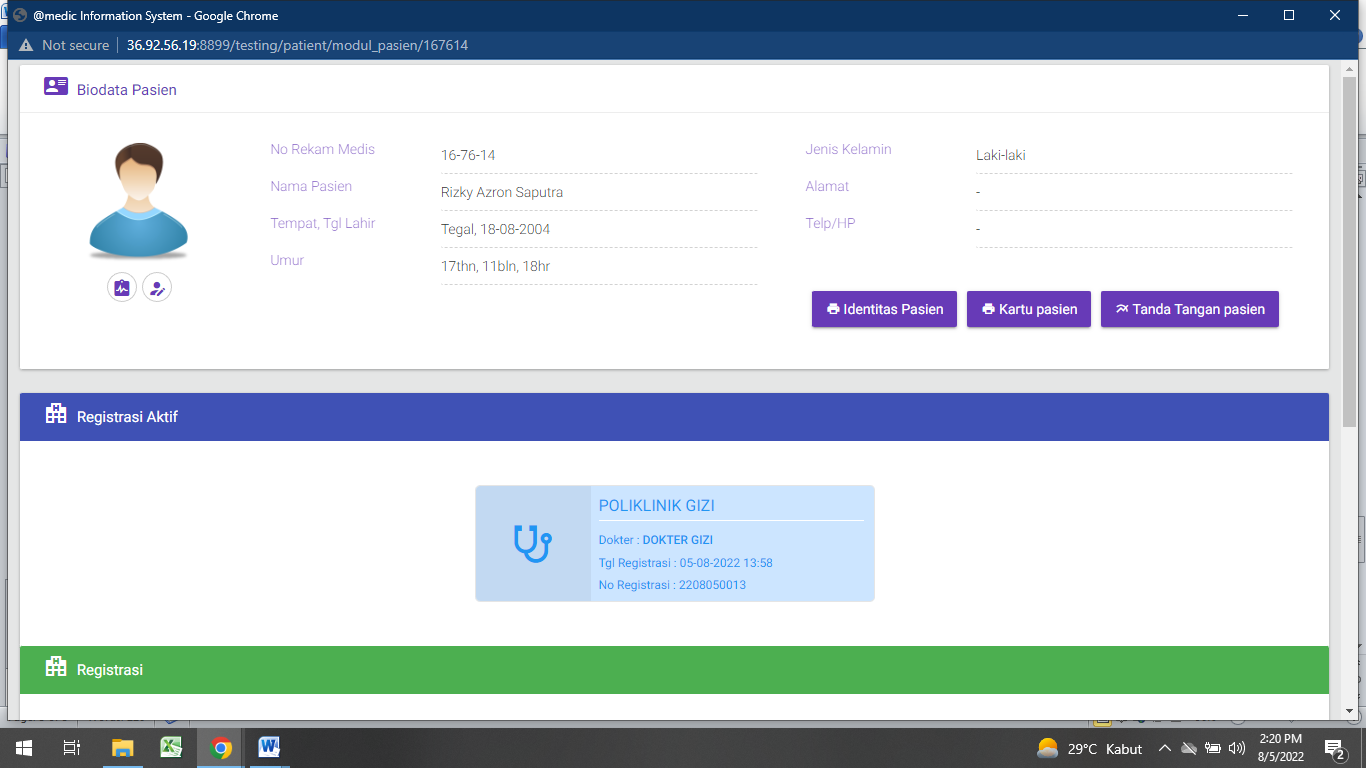 @medic Information System - Google Chrome
Not secure 36.92.56.19:8899/testing/patient/modul_pasien/167614
Biodata Pasien
No Rekam Medis 16-76-14
Nama Pasien Rizky Azron Saputra
Tempat, Tgl Lahir Tegal, 18-08-2004
Umur 17thn, 11bln, 18hr
Jenis Kelamin Laki-laki
Alamat -
Telp/HP -
Identitas Pasien Kartu pasien Tanda Tangan pasien
Registrasi Aktif
POLIKLINIK GIZI
Dokter : DOKTER GIZI
Tgl Registrasi : 05-08-2022 13:58
No Registrasi : 2208050013
Registrasi
29°C Kabut
2:20 PM
8/5/2022
2